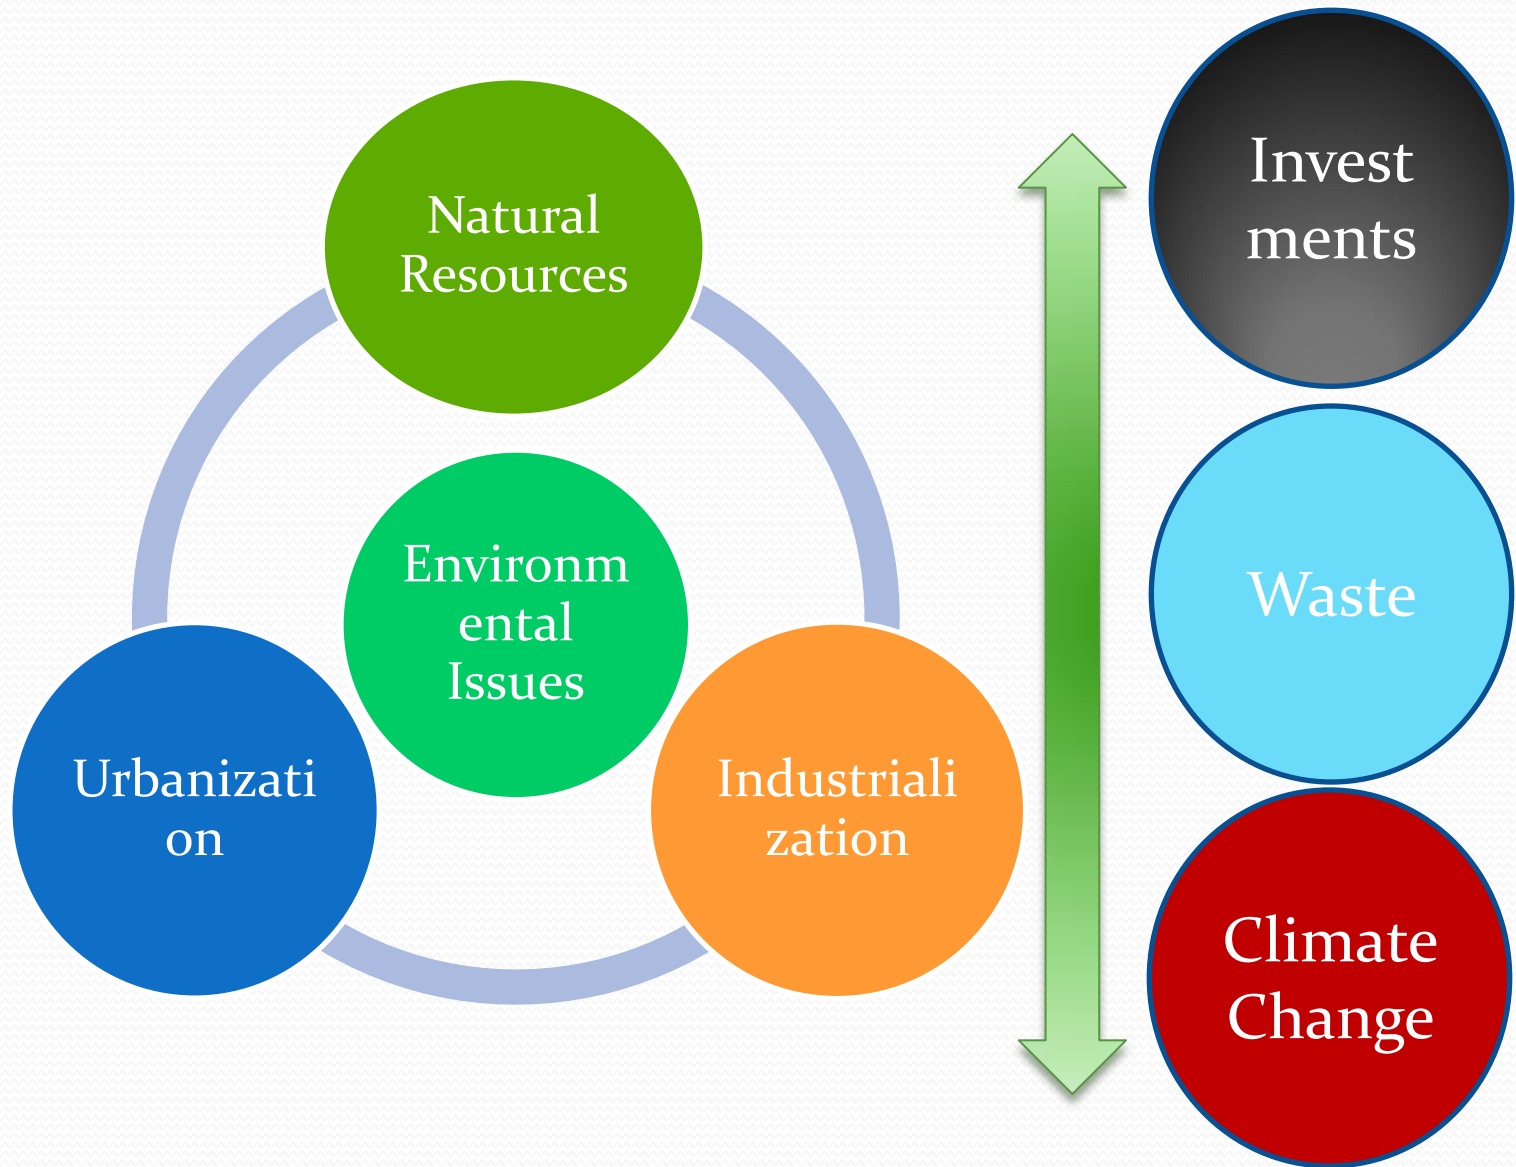 Natural
Resources
Environm
ental
Issues
Urbanizati
on
Industriali
zation
Invest
ments
Waste
Climate
Change